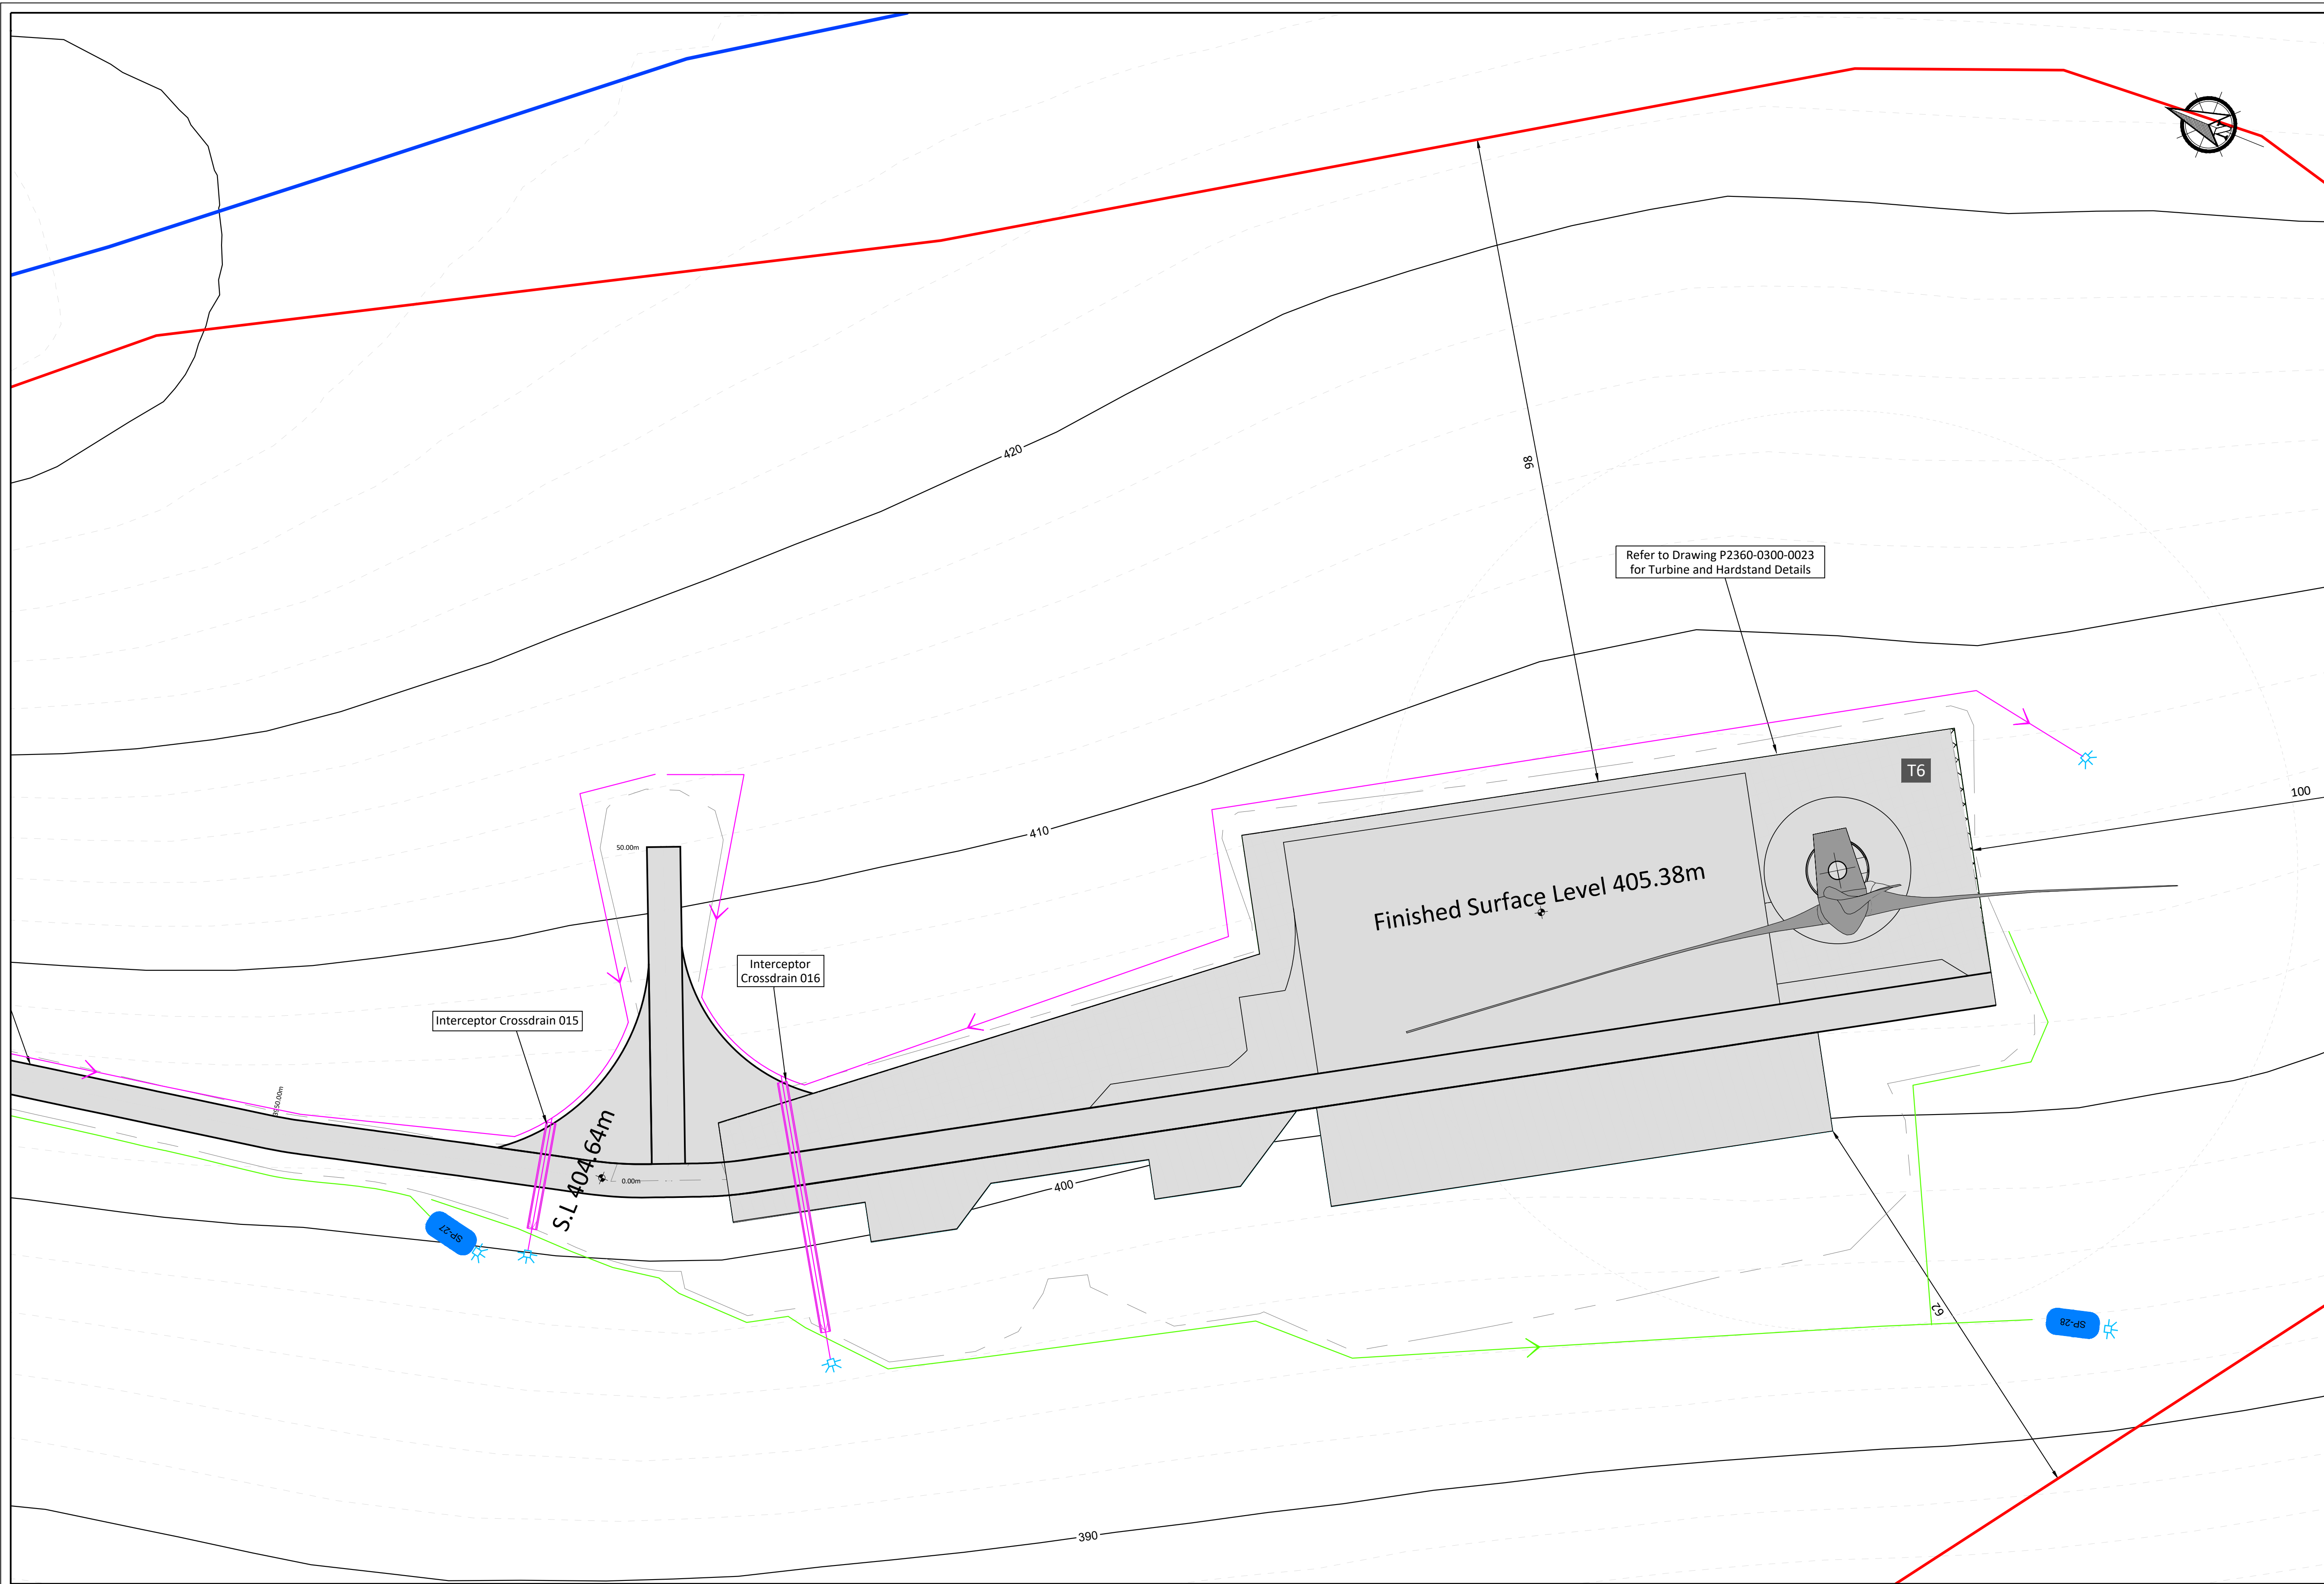 420
98
Refer to Drawing P2360-0300-0023
for Turbine and Hardstand Details
T6
100
410
50.00m
Finished Surface Level 405.38m
Interceptor
Crossdrain 016
Interceptor Crossdrain 015
S.L 404.64m
0.00m
400
SP-27
62
SP-28
390